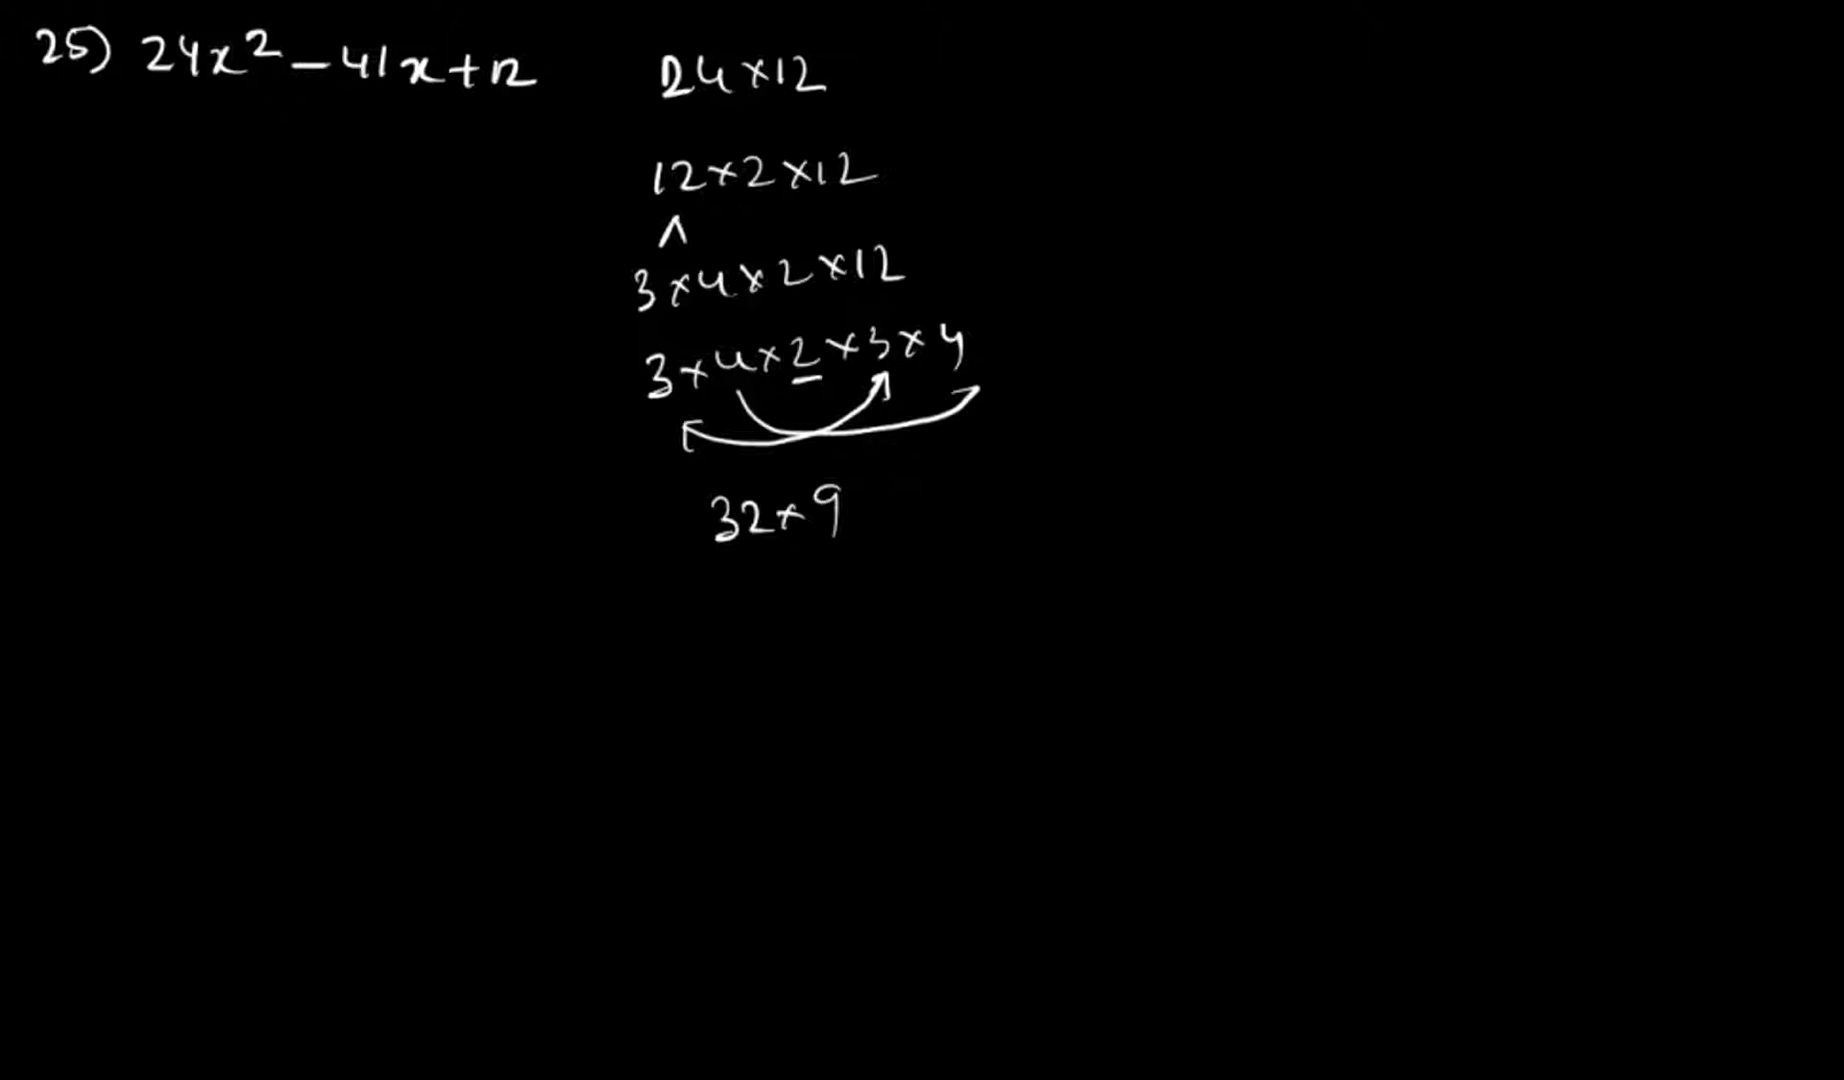 25) 24x² - 41x + 12
24 × 12
12 × 2 × 12
∧
3 × 4 × 2 × 12
3 × 4 × 2 × 3 × 4
32 × 9